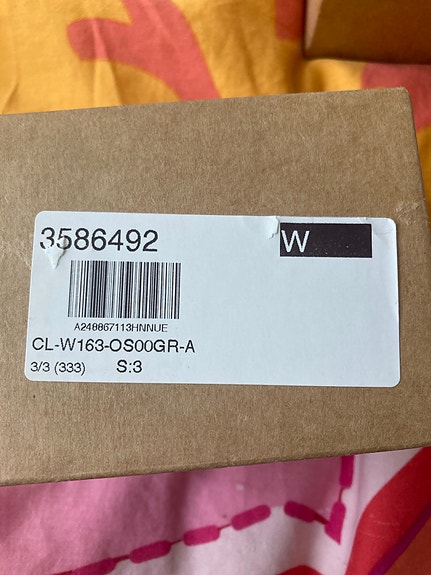 3586492
W
A248867113HNNUE
CL-W163-OS00GR-A
3/3 (333) S:3